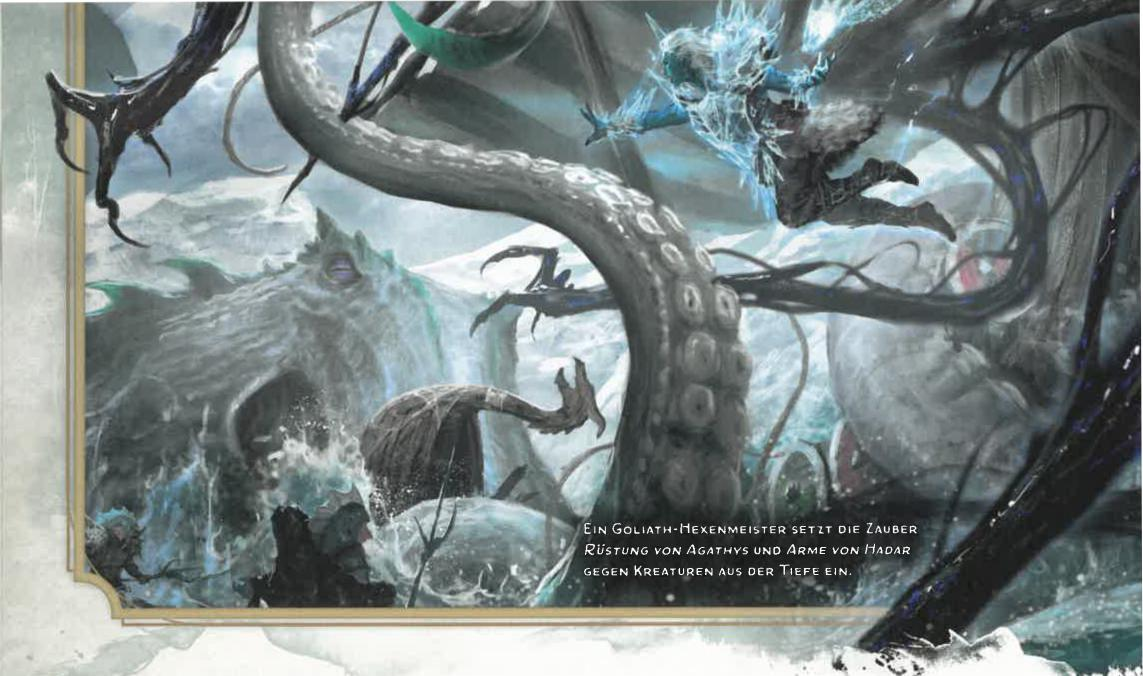 Ein Goliath-Hexenmeister setzt die Zauber
Rüstung von Agathys und Arme von Hadar
gegen Kreaturen aus der Tiefe ein.